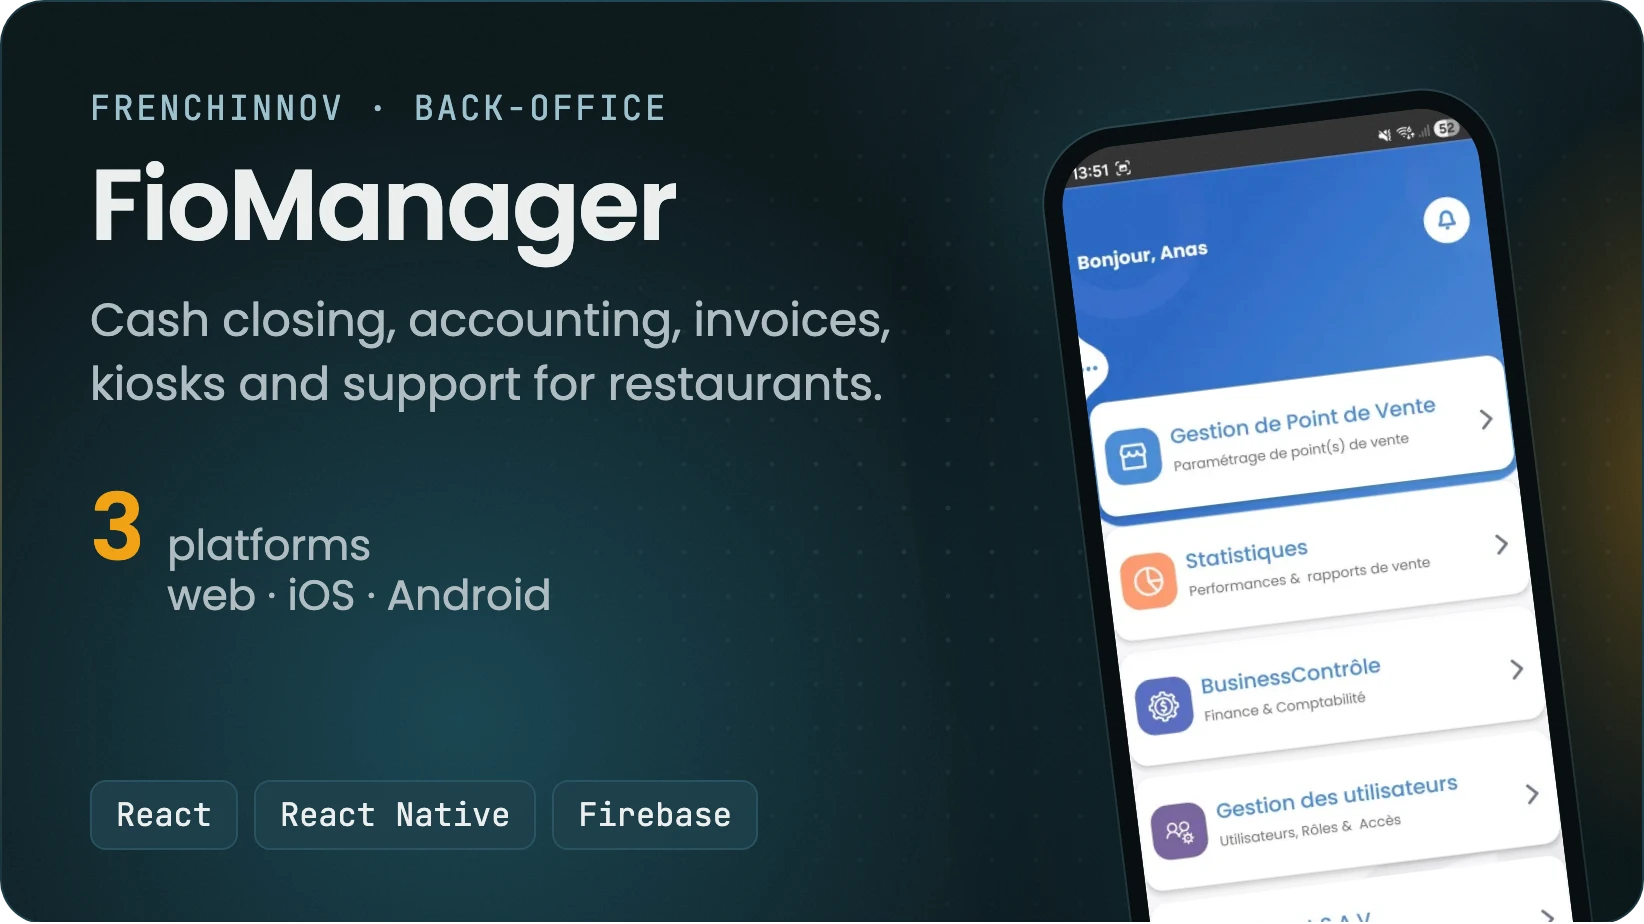 FRENCHINNOV · BACK-OFFICE
FioManager
Cash closing, accounting, invoices,
kiosks and support for restaurants.
3
platforms
web · iOS · Android
React
React Native
Firebase
13:51
52
Bonjour, Anas
Gestion de Point de Vente
Paramétrage de point(s) de vente
Statistiques
Performances & rapports de vente
BusinessContrôle
Finance & Comptabilité
Gestion des utilisateurs
Utilisateurs, Rôles & Accès